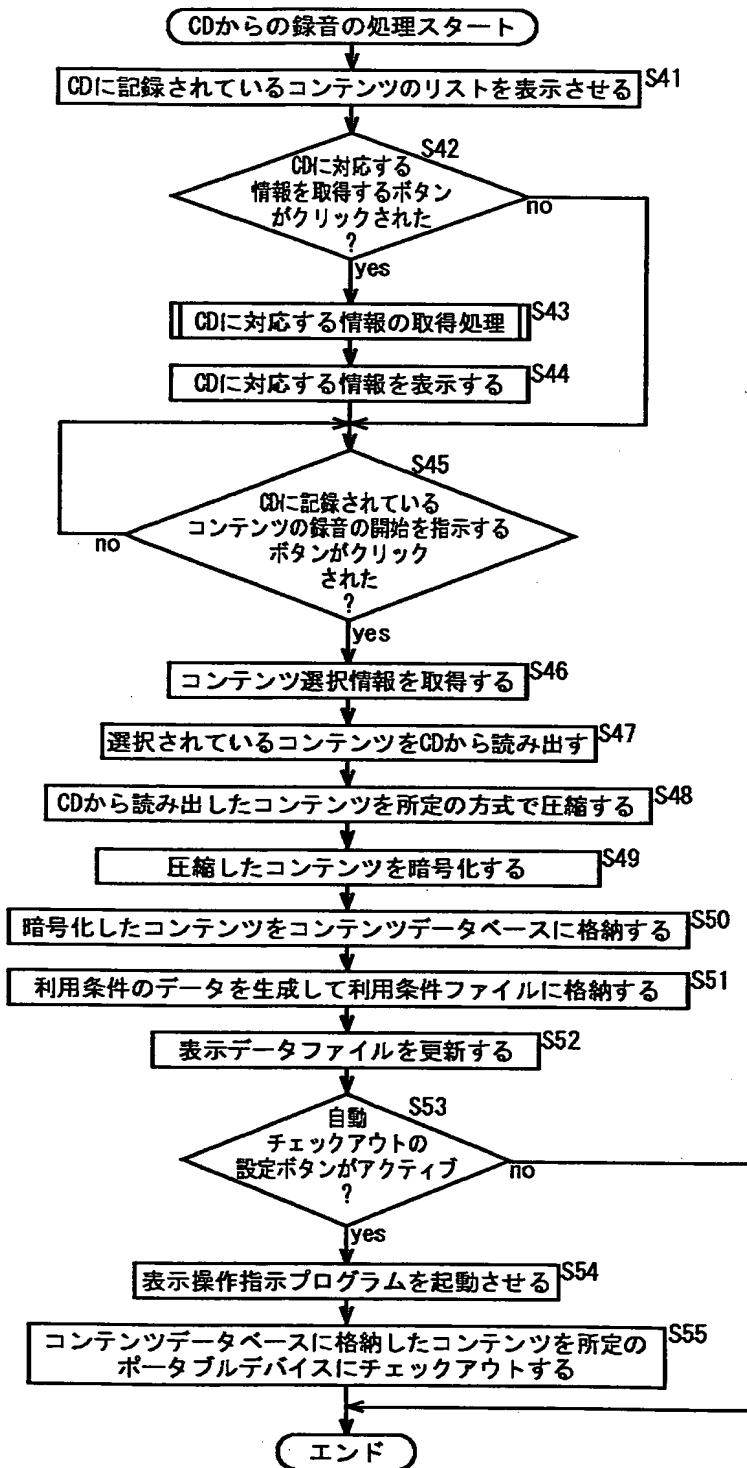 CDからの録音の処理スタート
S41
CDに記録されているコンテンツのリストを表示させる
S42
CDに対応する
情報を取得するボタン
がクリックされた
?
no
yes
CDに対応する情報の取得処理
S43
CDに対応する情報を表示する
S44
S45
CDに記録されている
コンテンツの録音の開始を指示する
ボタンがクリック
された
?
no
yes
コンテンツ選択情報を取得する
S46
選択されているコンテンツをCDから読み出す
S47
CDから読み出したコンテンツを所定の方式で圧縮する
S48
圧縮したコンテンツを暗号化する
S49
暗号化したコンテンツをコンテンツデータベースに格納する
S50
利用条件のデータを生成して利用条件ファイルに格納する
S51
表示データファイルを更新する
S52
S53
自動
チェックアウトの
設定ボタンがアクティブ
?
no
yes
表示操作指示プログラムを起動させる
S54
コンテンツデータベースに格納したコンテンツを所定の
ポータブルデバイスにチェックアウトする
S55
エンド